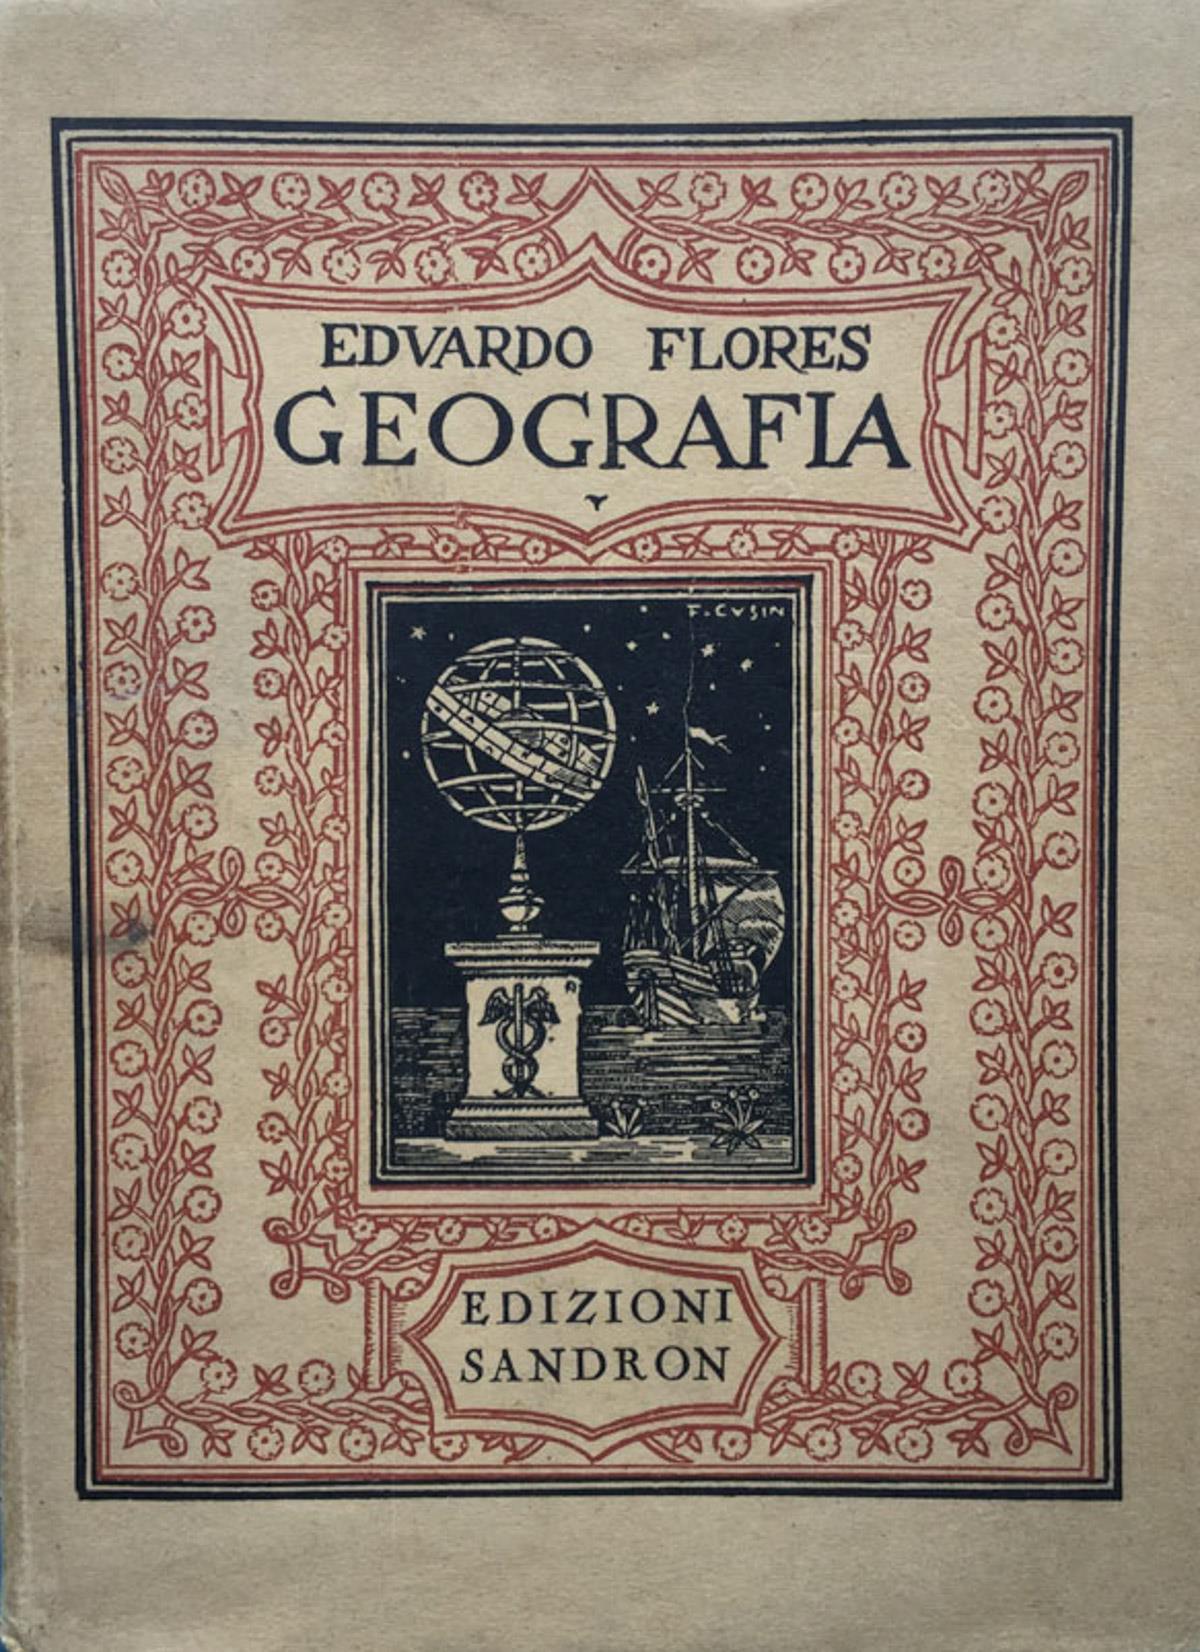 EDVARDO FLORES
GEOGRAFIA
F. CVSIN
EDIZIONI
SANDRON